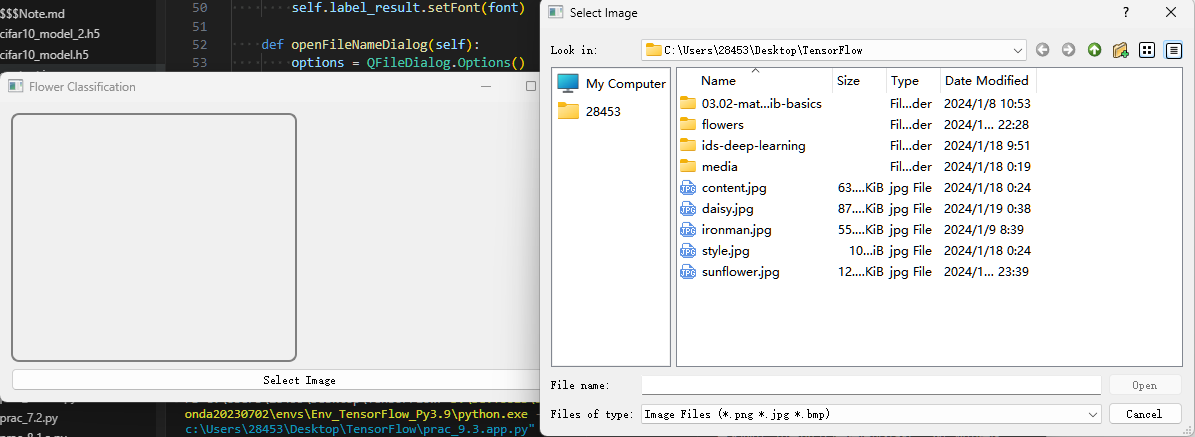 $$$Note.md
cifar10_model_2.h5
cifar10_model.h5
50 self.label_result.setFont(font)
51
52 def openFileNameDialog(self):
53 options = QFileDialog.Options()
Flower Classification
Select Image
prac_7.2.py
onda20230702\envs\Env_TensorFlow_Py3.9\python.exe
c:\Users\28453\Desktop\TensorFlow\prac_9.3.app.py"
Select Image
?
Look in: C:\Users\28453\Desktop\TensorFlow
My Computer
28453
Name Size Type Date Modified
03.02-mat...ib-basics Fil...der 2024/1/8 10:53
flowers Fil...der 2024/1... 22:28
ids-deep-learning Fil...der 2024/1/18 9:51
media Fil...der 2024/1/18 0:19
JPG content.jpg 63....KiB jpg File 2024/1/18 0:24
JPG daisy.jpg 87....KiB jpg File 2024/1/19 0:38
JPG ironman.jpg 55....KiB jpg File 2024/1/9 8:39
JPG style.jpg 10...iB jpg File 2024/1/18 0:24
JPG sunflower.jpg 12....KiB jpg File 2024/1... 23:39
File name: Open
Files of type: Image Files (*.png *.jpg *.bmp) Cancel